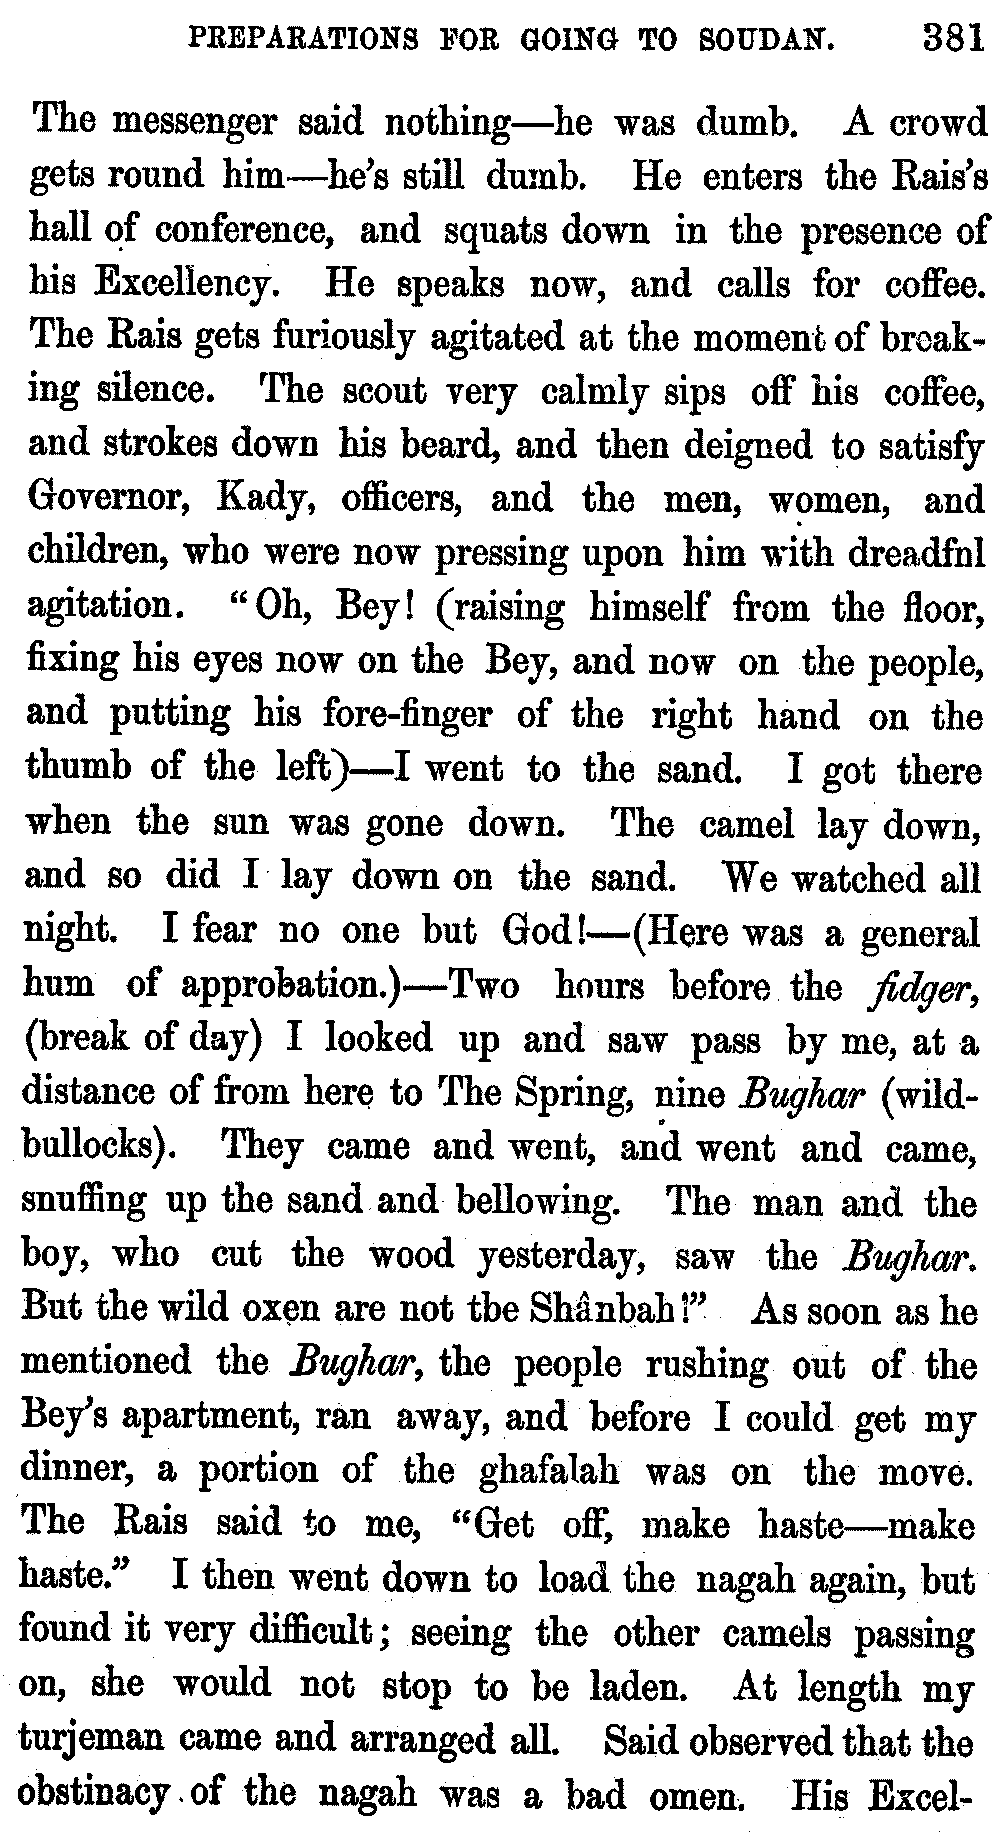 PREPARATIONS FOR GOING TO SOUDAN. 381
The messenger said nothing—he was dumb. A crowd
gets round him—he's still dumb. He enters the Rais's
hall of conference, and squats down in the presence of
his Excellency. He speaks now, and calls for coffee.
The Rais gets furiously agitated at the moment of break-
ing silence. The scout very calmly sips off his coffee,
and strokes down his beard, and then deigned to satisfy
Governor, Kady, officers, and the men, women, and
children, who were now pressing upon him with dreadfnl
agitation. "Oh, Bey! (raising himself from the floor,
fixing his eyes now on the Bey, and now on the people,
and putting his fore-finger of the right hand on the
thumb of the left)—I went to the sand. I got there
when the sun was gone down. The camel lay down,
and so did I lay down on the sand. We watched all
night. I fear no one but God!—(Here was a general
hum of approbation.)—Two hours before the fidger,
(break of day) I looked up and saw pass by me, at a
distance of from here to The Spring, nine Bughar (wild-
bullocks). They came and went, and went and came,
snuffing up the sand and bellowing. The man and the
boy, who cut the wood yesterday, saw the Bughar.
But the wild oxen are not tbe Shânbah!" As soon as he
mentioned the Bughar, the people rushing out of the
Bey's apartment, ran away, and before I could get my
dinner, a portion of the ghafalah was on the move.
The Rais said to me, "Get off, make haste—make
haste." I then went down to load the nagah again, but
found it very difficult; seeing the other camels passing
on, she would not stop to be laden. At length my
turjeman came and arranged all. Said observed that the
obstinacy of the nagah was a bad omen. His Excel-